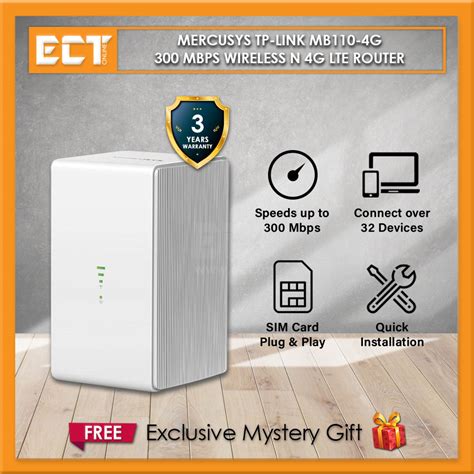 ECT
ONLINE
MERCUSYS TP-LINK MB110-4G
300 MBPS WIRELESS N 4G LTE ROUTER
3
YEARS
WARRANTY
Speeds up to
300 Mbps
Connect over
32 Devices
SIM Card
Plug & Play
Quick
Installation
FREE
Exclusive Mystery Gift